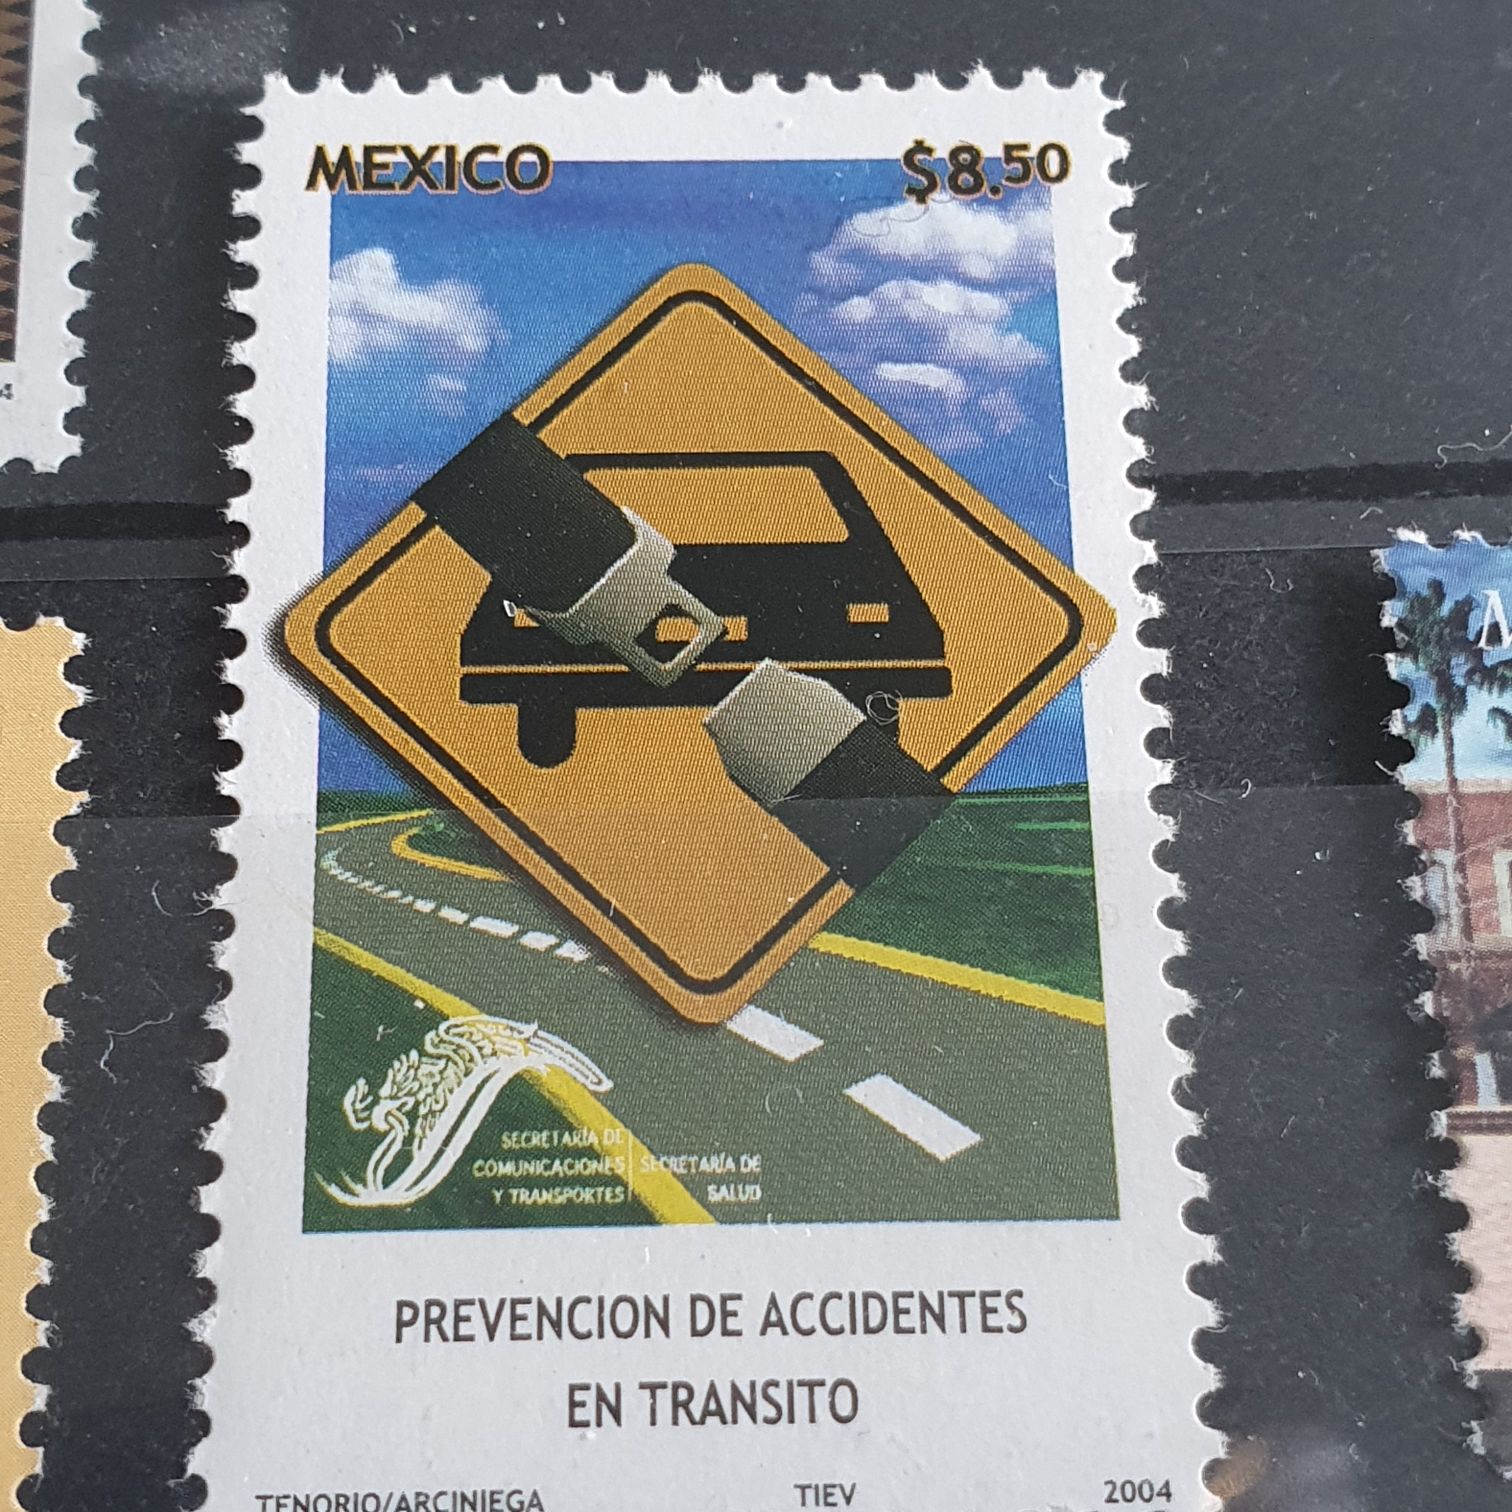 MEXICO
$8.50
SECRETARÍA DE
COMUNICACIONES
Y TRANSPORTES
SECRETARÍA DE
SALUD
PREVENCION DE ACCIDENTES
EN TRANSITO
TENORIO/ARCINIEGA TIEV 2004
4
A